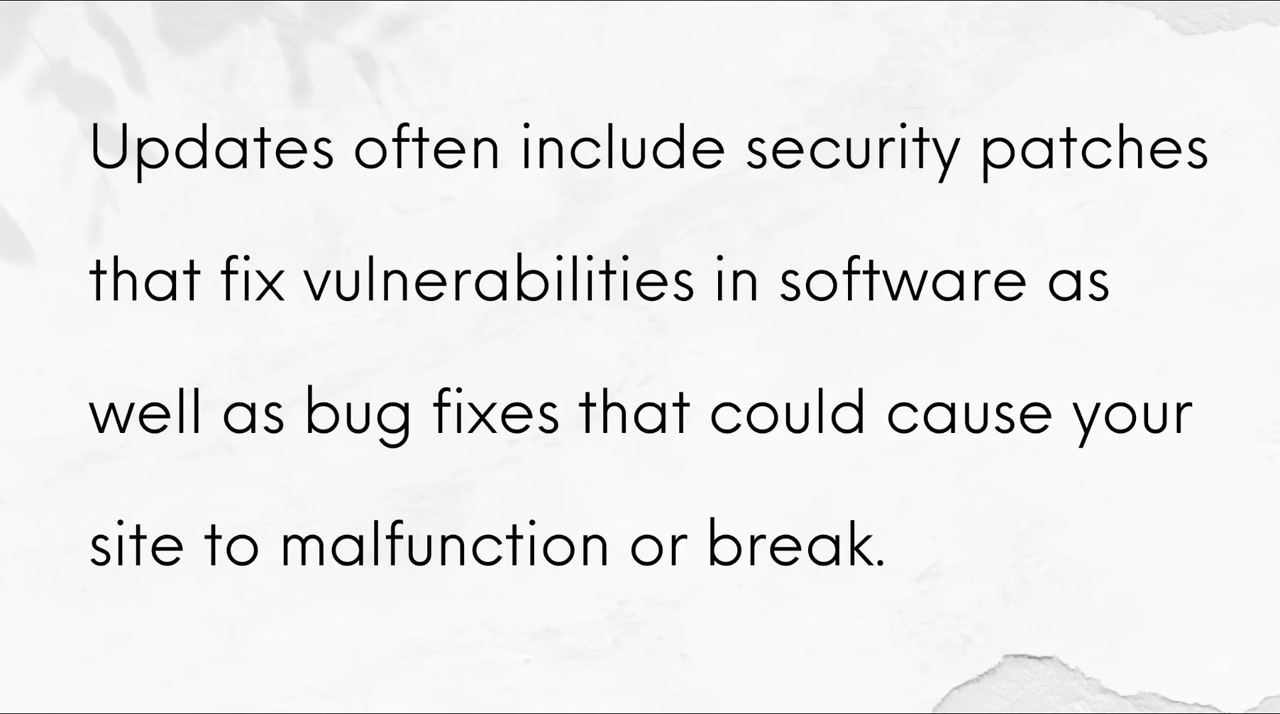 Updates often include security patches
that fix vulnerabilities in software as
well as bug fixes that could cause your
site to malfunction or break.